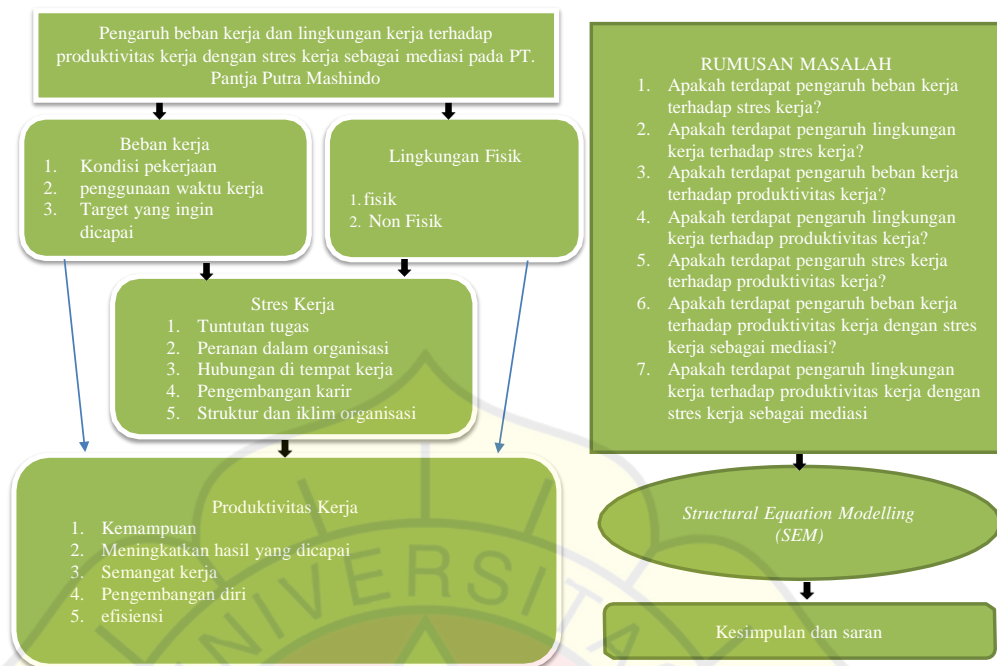 Pengaruh beban kerja dan lingkungan kerja terhadap
produktivitas kerja dengan stres kerja sebagai mediasi pada PT.
Pantja Putra Mashindo
Beban kerja
1. Kondisi pekerjaan
2. penggunaan waktu kerja
3. Target yang ingin
dicapai
Lingkungan Fisik
1. fisik
2. Non Fisik
Stres Kerja
1. Tuntutan tugas
2. Peranan dalam organisasi
3. Hubungan di tempat kerja
4. Pengembangan karir
5. Struktur dan iklim organisasi
Produktivitas Kerja
1. Kemampuan
2. Meningkatkan hasil yang dicapai
3. Semangat kerja
4. Pengembangan diri
5. efisiensi
RUMUSAN MASALAH
1. Apakah terdapat pengaruh beban kerja
terhadap stres kerja?
2. Apakah terdapat pengaruh lingkungan
kerja terhadap stres kerja?
3. Apakah terdapat pengaruh beban kerja
terhadap produktivitas kerja?
4. Apakah terdapat pengaruh lingkungan
kerja terhadap produktivitas kerja?
5. Apakah terdapat pengaruh stres kerja
terhadap produktivitas kerja?
6. Apakah terdapat pengaruh beban kerja
terhadap produktivitas kerja dengan stres
kerja sebagai mediasi?
7. Apakah terdapat pengaruh lingkungan
kerja terhadap produktivitas kerja dengan
stres kerja sebagai mediasi
Structural Equation Modelling
(SEM)
Kesimpulan dan saran